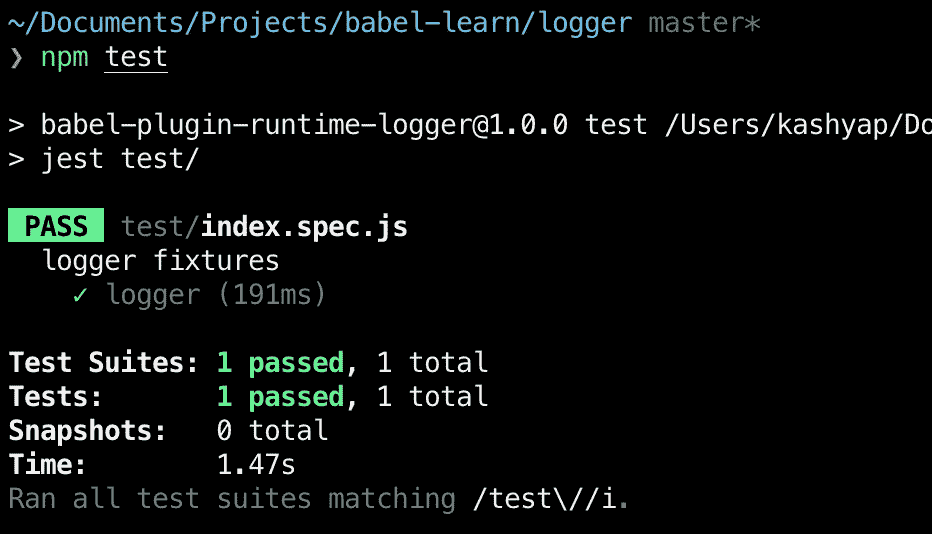 ~/Documents/Projects/babel-learn/logger master*
❯ npm test
> babel-plugin-runtime-logger@1.0.0 test /Users/kashyap/Do
> jest test/
PASS test/index.spec.js
logger fixtures
✓ logger (191ms)
Test Suites: 1 passed, 1 total
Tests: 1 passed, 1 total
Snapshots: 0 total
Time: 1.47s
Ran all test suites matching /test\//i.